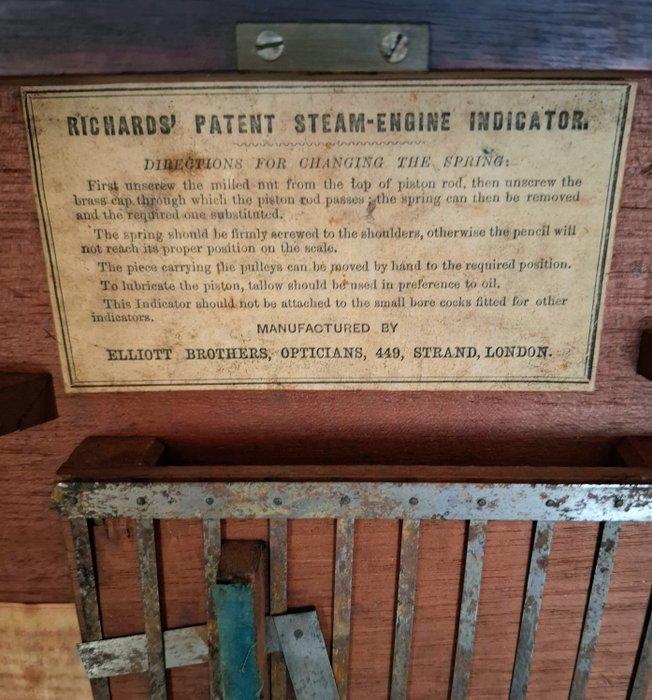 RICHARDS' PATENT STEAM-ENGINE INDICATOR.
DIRECTIONS FOR CHANGING THE SPRING:
First unscrew the milled nut from the top of piston rod, then unscrew the
brass cap through which the piston rod passes; the spring can then be removed
and the required one substituted.
The spring should be firmly screwed to the shoulders, otherwise the pencil will
not reach its proper position on the scale.
The piece carrying the pulleys can be moved by hand to the required position.
To lubricate the piston, tallow should be used in preference to oil.
This Indicator should not be attached to the small bore cocks fitted for other
indicators.
MANUFACTURED BY
ELLIOTT BROTHERS, OPTICIANS, 449, STRAND, LONDON.